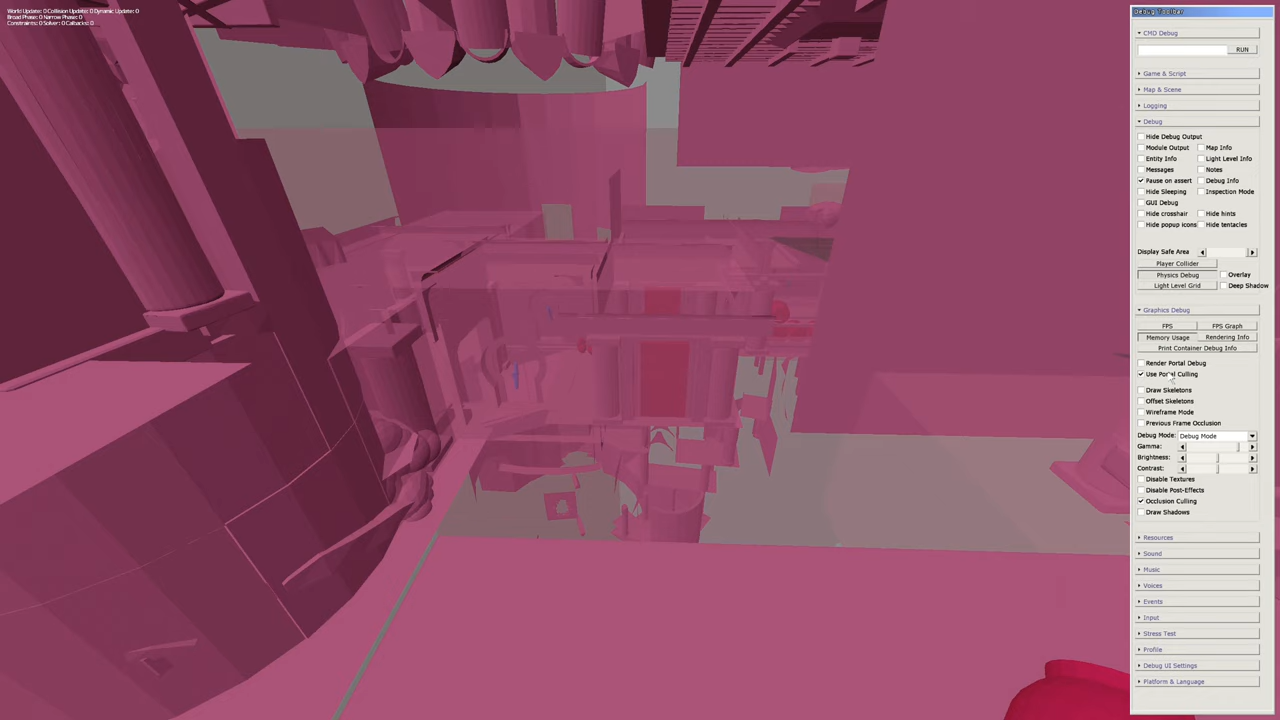 World Update: 0 Collision Update: 0 Dynamic Update: 0
Broad Phase: 0 Narrow Phase: 0
Constraints: 0 Solver: 0 Callbacks: 0
Debug Toolbar
CMD Debug
RUN
Game & Script
Map & Scene
Logging
Debug
Hide Debug Output
Module Output Map Info
Entity Info Light Level Info
Messages Notes
Pause on assert Debug Info
Hide Sleeping Inspection Mode
GUI Debug
Hide crosshair Hide hints
Hide popup icons Hide tentacles
Display Safe Area
Player Collider
Physics Debug Overlay
Light Level Grid Deep Shadow
Graphics Debug
FPS FPS Graph
Memory Usage Rendering Info
Print Container Debug Info
Render Portal Debug
Use Portal Culling
Draw Skeletons
Offset Skeletons
Wireframe Mode
Previous Frame Occlusion
Debug Mode: Debug Mode
Gamma:
Brightness:
Contrast:
Disable Textures
Disable Post-Effects
Occlusion Culling
Draw Shadows
Resources
Sound
Music
Voices
Events
Input
Stress Test
Profile
Debug UI Settings
Platform & Language